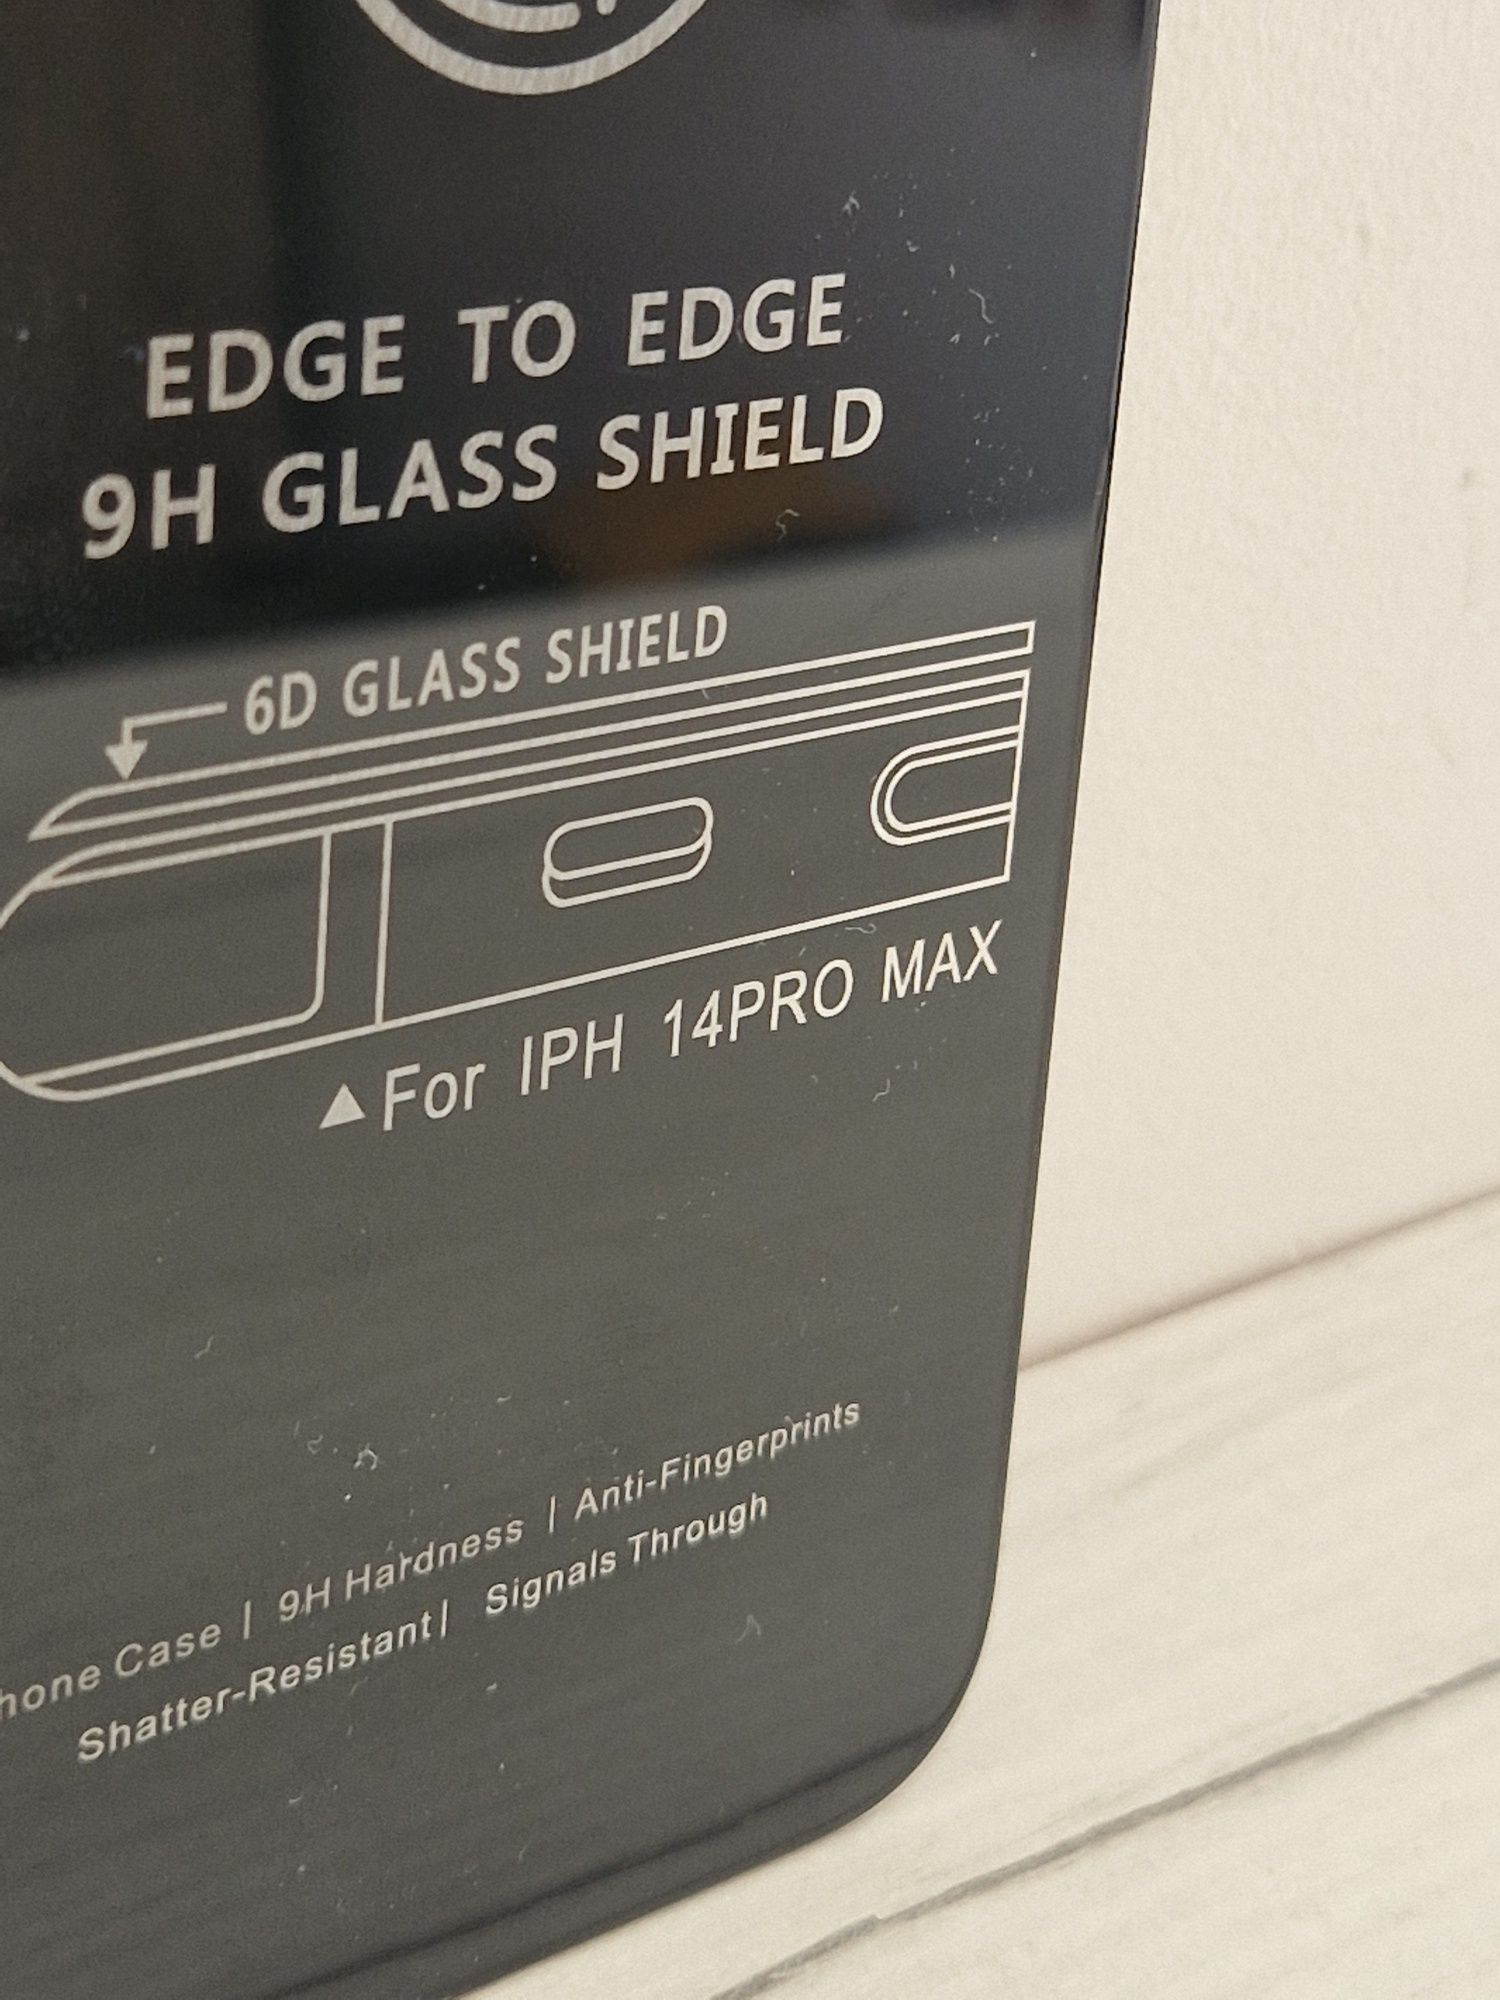 EDGE TO EDGE
9H GLASS SHIELD
6D GLASS SHIELD
▲For IPH 14PRO MAX
Case | 9H Hardness | Anti-Fingerprints
Shatter-Resistant| Signals Through